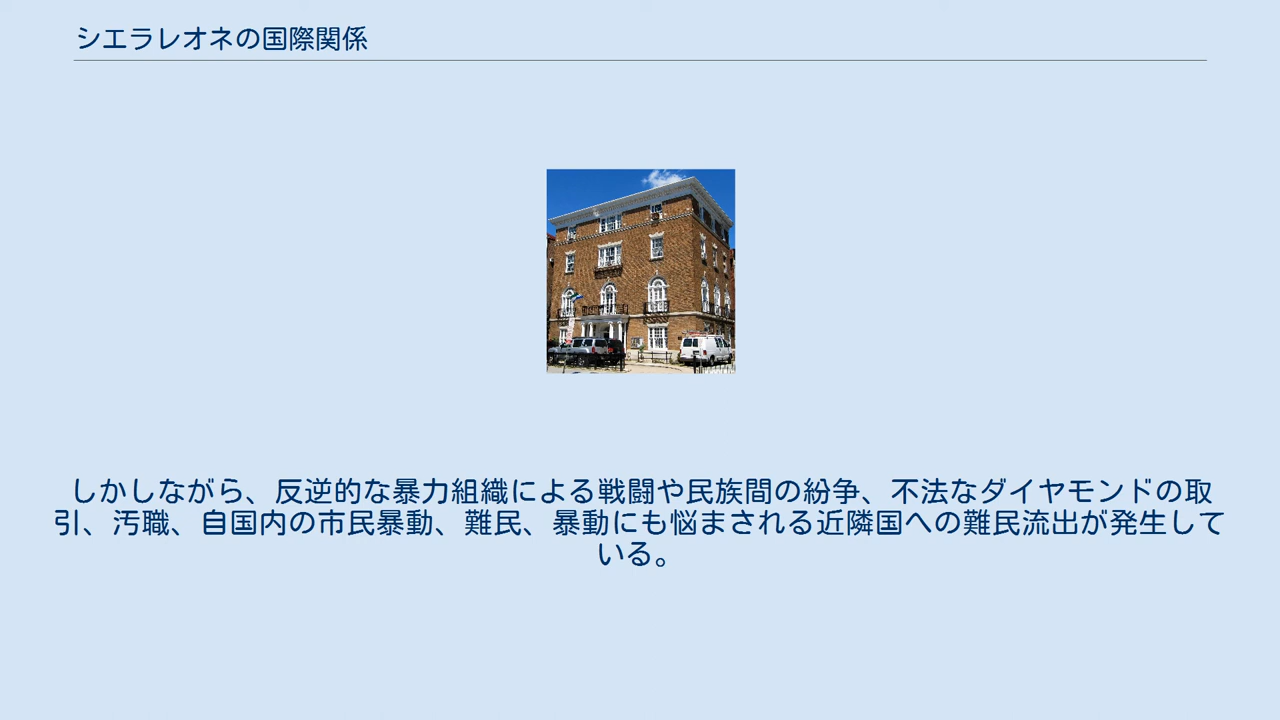 シエラレオネの国際関係
しかしながら、反逆的な暴力組織による戦闘や民族間の紛争、不法なダイヤモンドの取
引、汚職、自国内の市民暴動、難民、暴動にも悩まされる近隣国への難民流出が発生して
いる。